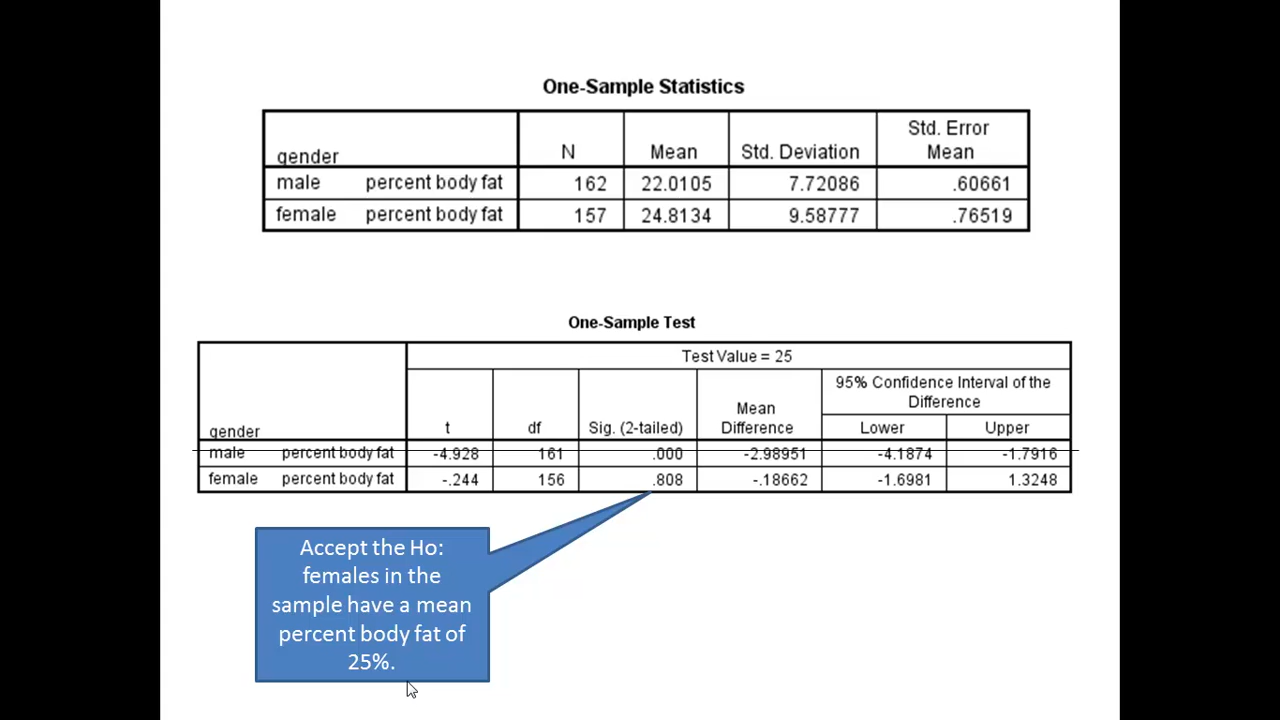 One-Sample Statistics
gender N Mean Std. Deviation Std. Error Mean
male percent body fat 162 22.0105 7.72086 .60661
female percent body fat 157 24.8134 9.58777 .76519
One-Sample Test
Test Value = 25
95% Confidence Interval of the Difference
gender t df Sig. (2-tailed) Mean Difference Lower Upper
male percent body fat -4.928 161 .000 -2.98951 -4.1874 -1.7916
female percent body fat -.244 156 .808 -.18662 -1.6981 1.3248
Accept the Ho:
females in the
sample have a mean
percent body fat of
25%.